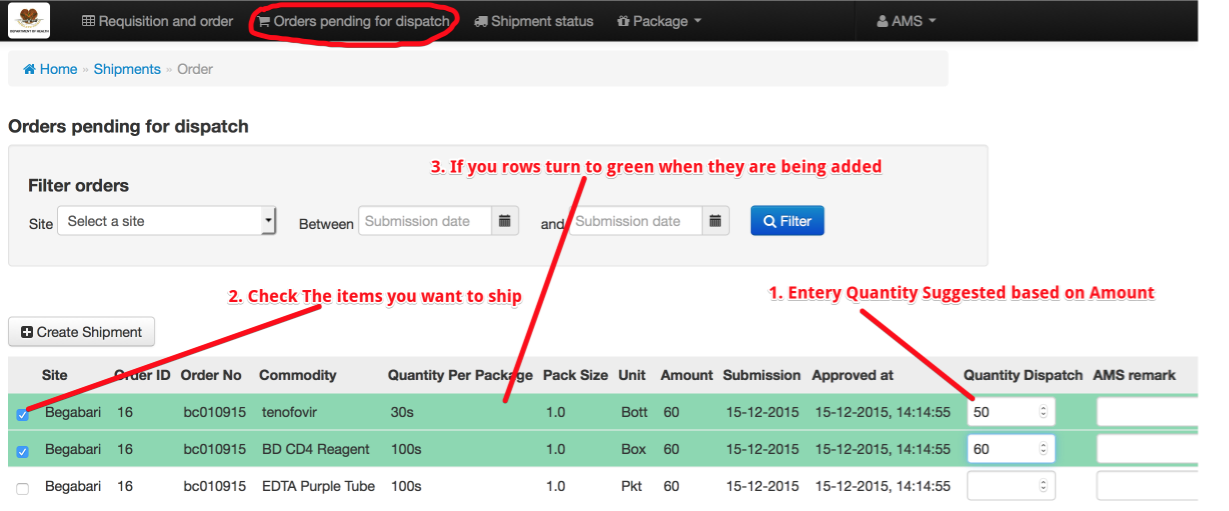 DEPARTMENT OF HEALTH
Requisition and order Orders pending for dispatch Shipment status Package AMS
Home » Shipments » Order
Orders pending for dispatch
3. If you rows turn to green when they are being added
Filter orders
Site Select a site Between Submission date and Submission date Filter
2. Check The items you want to ship
1. Entery Quantity Suggested based on Amount
Create Shipment
Site Order ID Order No Commodity Quantity Per Package Pack Size Unit Amount Submission Approved at Quantity Dispatch AMS remark
Begabari 16 bc010915 tenofovir 30s 1.0 Bott 60 15-12-2015 15-12-2015, 14:14:55 50
Begabari 16 bc010915 BD CD4 Reagent 100s 1.0 Box 60 15-12-2015 15-12-2015, 14:14:55 60
Begabari 16 bc010915 EDTA Purple Tube 100s 1.0 Pkt 60 15-12-2015 15-12-2015, 14:14:55